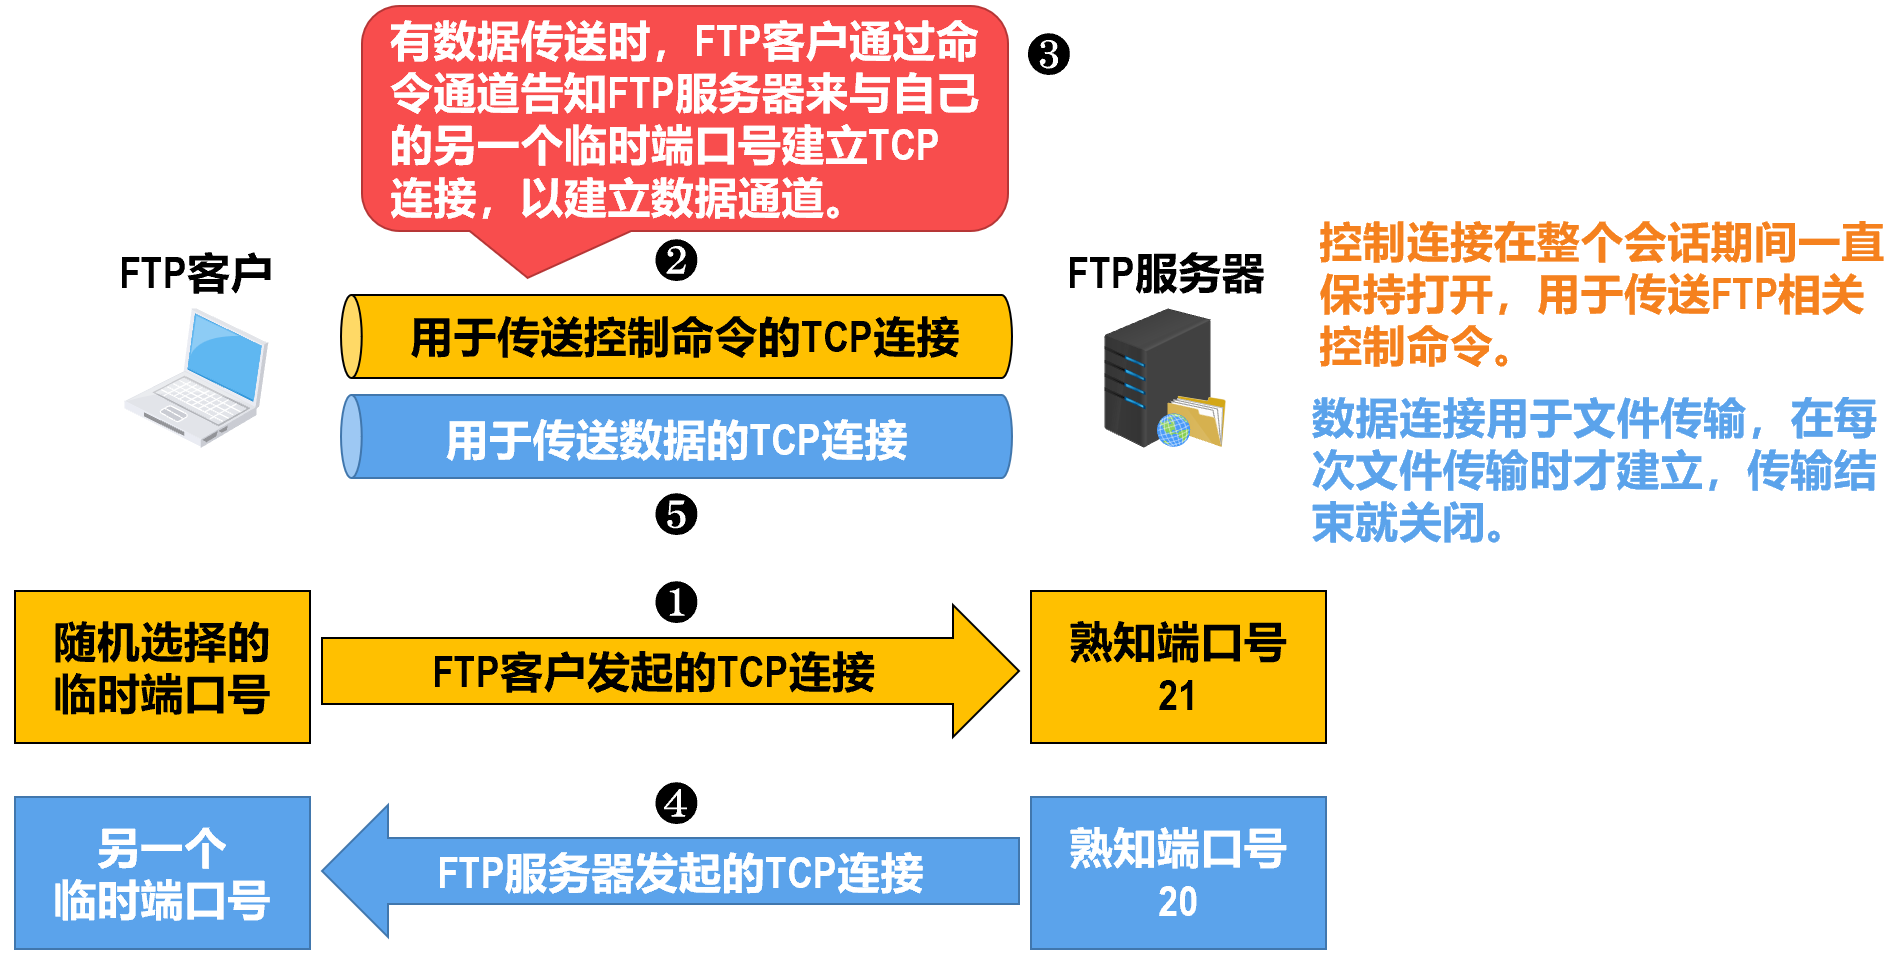 有数据传送时，FTP客户通过命
令通道告知FTP服务器来与自己
的另一个临时端口号建立TCP
连接，以建立数据通道。
❸
❷
FTP客户
FTP服务器
用于传送控制命令的TCP连接
用于传送数据的TCP连接
❺
控制连接在整个会话期间一直
保持打开，用于传送FTP相关
控制命令。
数据连接用于文件传输，在每
次文件传输时才建立，传输结
束就关闭。
❶
随机选择的
临时端口号
FTP客户发起的TCP连接
熟知端口号
21
❹
另一个
临时端口号
FTP服务器发起的TCP连接
熟知端口号
20